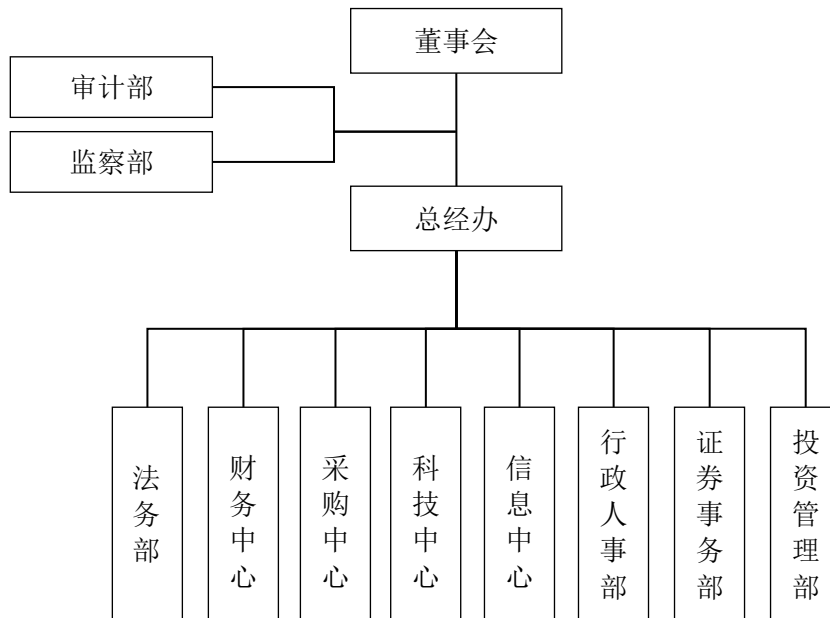 董事会
审计部
监察部
总经办
法务部
财务中心
采购中心
科技中心
信息中心
行政人事部
证券事务部
投资管理部